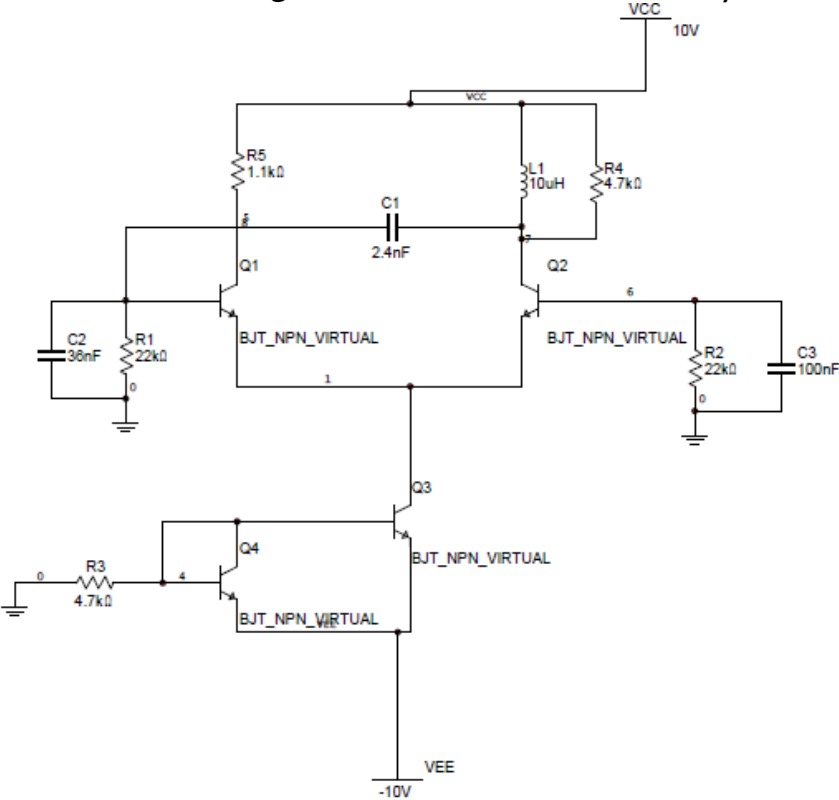 VCC
10V
VCC
R5
1.1kΩ
L1
10uH
R4
4.7kΩ
C1
2.4nF
8
7
Q1
Q2
6
BJT_NPN_VIRTUAL
BJT_NPN_VIRTUAL
C2
36nF
R1
22kΩ
0
R2
22kΩ
0
C3
100nF
1
Q3
BJT_NPN_VIRTUAL
Q4
R3
0
4
4.7kΩ
BJT_NPN_VIRTUAL
VEE
VEE
-10V